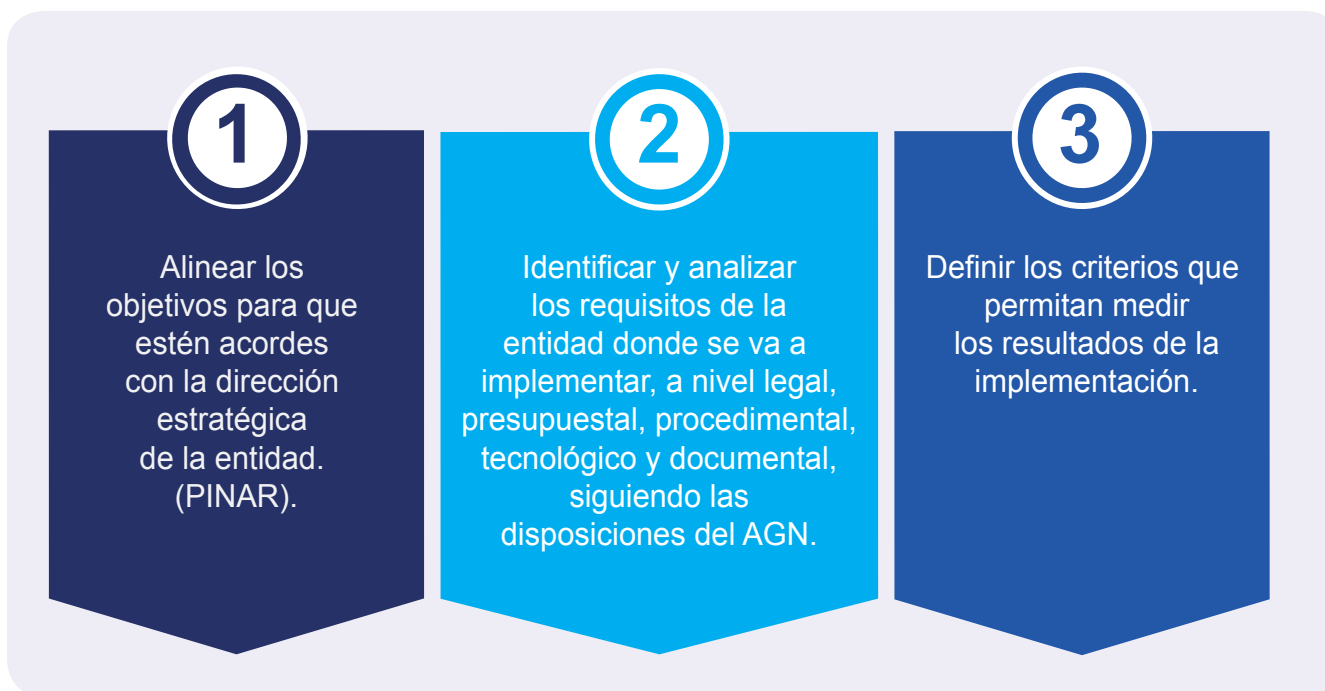 1
Alinear los
objetivos para que
estén acordes
con la dirección
estratégica
de la entidad.
(PINAR).
2
Identificar y analizar
los requisitos de la
entidad donde se va a
implementar, a nivel legal,
presupuestal, procedimental,
tecnológico y documental,
siguiendo las
disposiciones del AGN.
3
Definir los criterios que
permitan medir
los resultados de la
implementación.